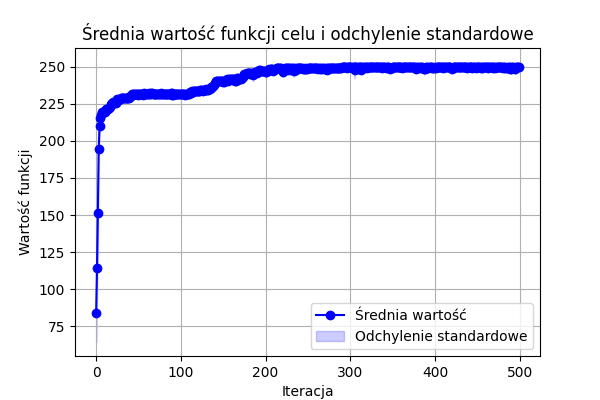 Średnia wartość funkcji celu i odchylenie standardowe
250
225
200
175
150
125
100
75
Wartość funkcji
0
100
200
300
400
500
Iteracja
Średnia wartość
Odchylenie standardowe